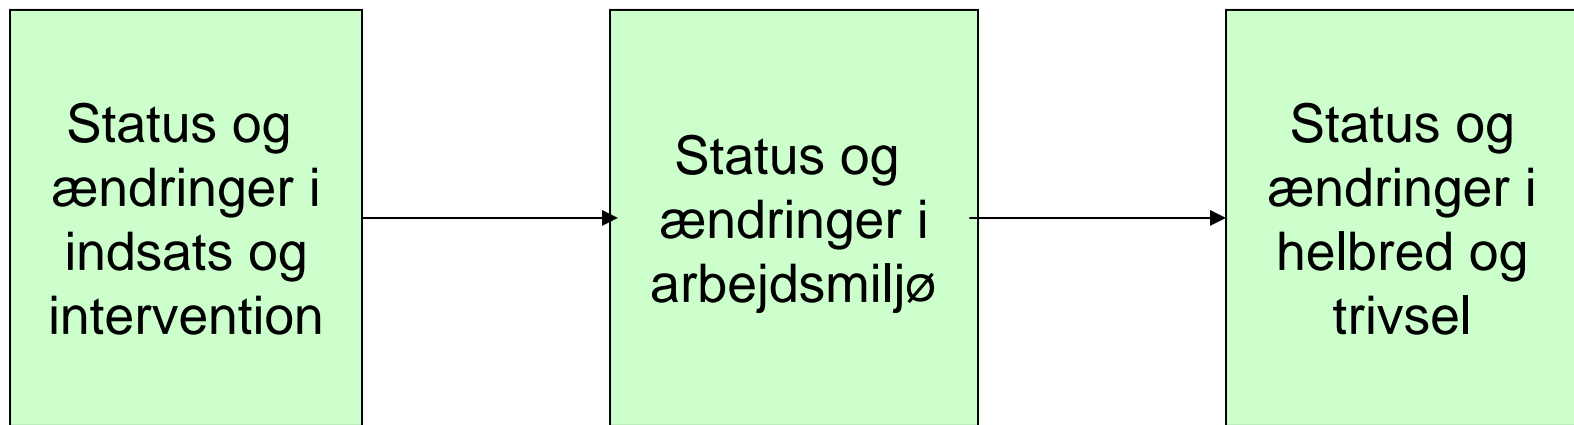 Status og
ændringer i
indsats og
intervention
Status og
ændringer i
arbejdsmiljø
Status og
ændringer i
helbred og
trivsel